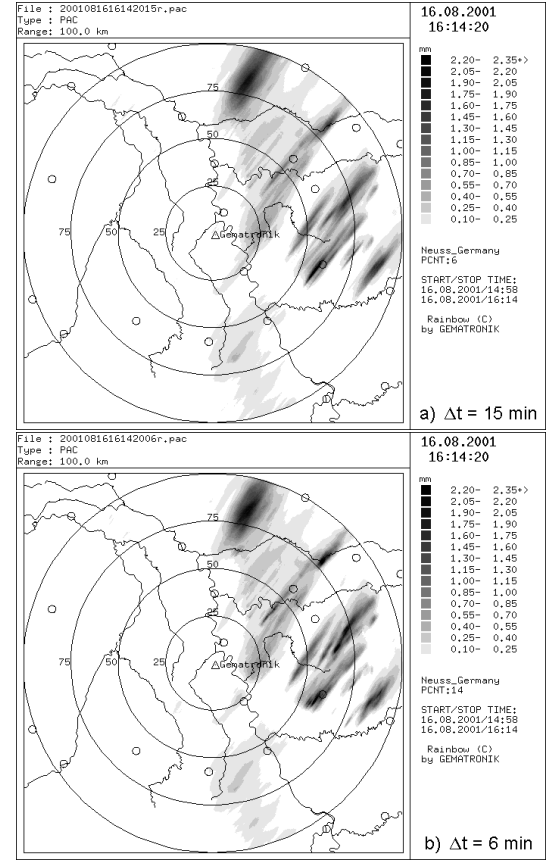 File : 2001081616142015r.pac
Type : PAC
Range: 100.0 km
75
50
25
75
50
25
Gematronik
16.08.2001
16:14:20
mm
2.20- 2.35+>
2.05- 2.20
1.90- 2.05
1.75- 1.90
1.60- 1.75
1.45- 1.60
1.30- 1.45
1.15- 1.30
1.00- 1.15
0.85- 1.00
0.70- 0.85
0.55- 0.70
0.40- 0.55
0.25- 0.40
0.10- 0.25
Neuss_Germany
PCNT:6
START/STOP TIME:
16.08.2001/14:58
16.08.2001/16:14
Rainbow (C)
by GEMATRONIK
a) Δt = 15 min
File : 2001081616142006r.pac
Type : PAC
Range: 100.0 km
75
50
25
75
50
25
Gematronik
16.08.2001
16:14:20
mm
2.20- 2.35+>
2.05- 2.20
1.90- 2.05
1.75- 1.90
1.60- 1.75
1.45- 1.60
1.30- 1.45
1.15- 1.30
1.00- 1.15
0.85- 1.00
0.70- 0.85
0.55- 0.70
0.40- 0.55
0.25- 0.40
0.10- 0.25
Neuss_Germany
PCNT:14
START/STOP TIME:
16.08.2001/14:58
16.08.2001/16:14
Rainbow (C)
by GEMATRONIK
b) Δt = 6 min